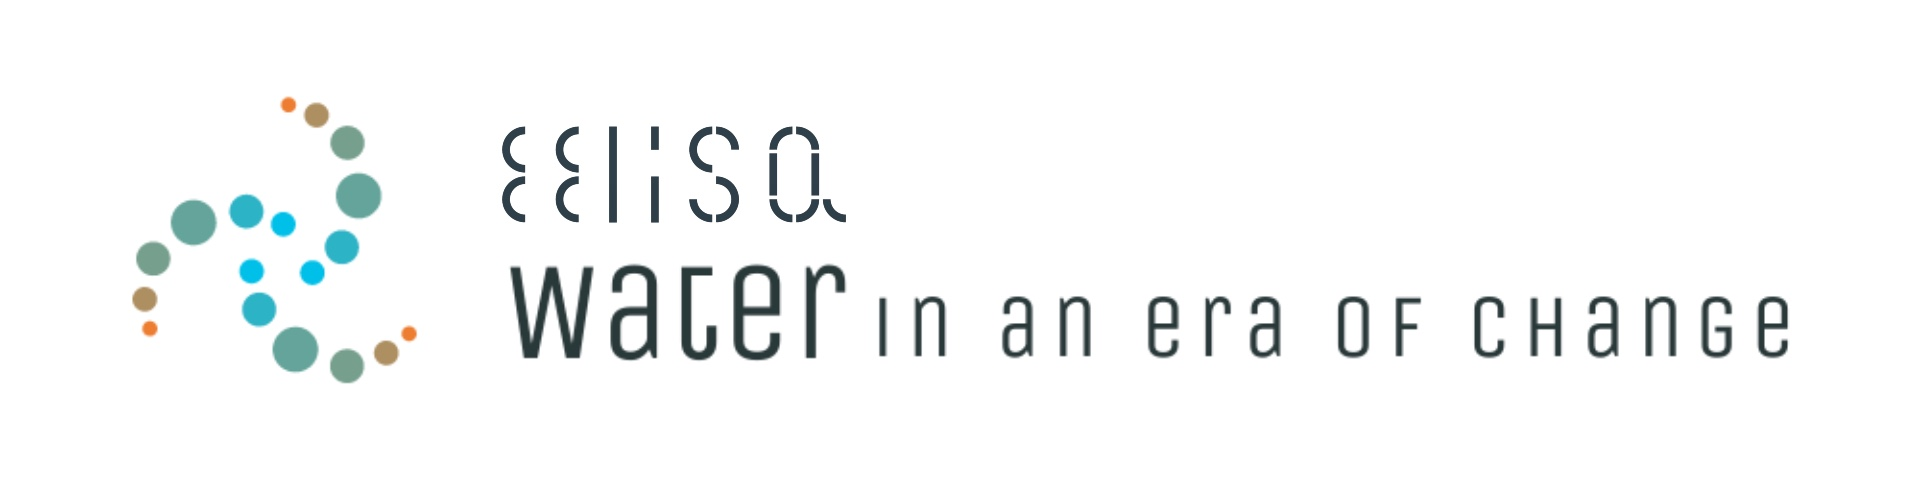 EELISA
water in an era of change